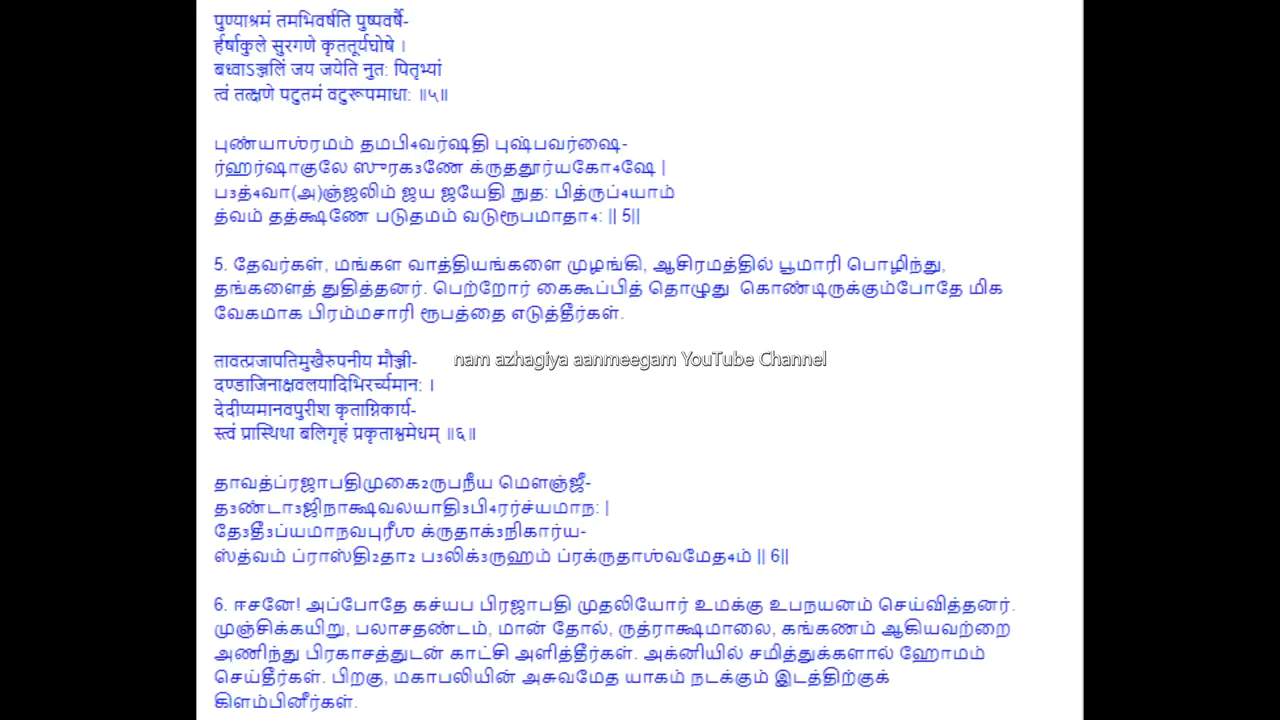 पुण्याश्रमं तमभिवर्षति पुष्पवर्षै-
र्हर्षाकुले सुरगणे कृततूर्यघोषे ।
बध्वाऽञ्जलिं जय जयेति नुत: पितृभ्यां
त्वं तत्क्षणे पटुतमं वटुरूपमाधा: ॥५॥
புண்யாஶ்ரமம் தமபி₄வர்ஷதி புஷ்பவர்ஷை-
ர்ஹர்ஷாகுலே ஸுரக₃ணே க்ருததூர்யகோ₄ஷே |
ப₃த்₄வா(அ)ஞ்ஜலிம் ஜய ஜயேதி நுத: பித்ருப்₄யாம்
த்வம் தத்க்ஷணே படுதமம் வடுரூபமாதா₄: || 5||
5. தேவர்கள், மங்கள வாத்தியங்களை முழங்கி, ஆசிரமத்தில் பூமாரி பொழிந்து,
தங்களைத் துதித்தனர். பெற்றோர் கைகூப்பித் தொழுது கொண்டிருக்கும்போதே மிக
வேகமாக பிரம்மசாரி ரூபத்தை எடுத்தீர்கள்.
तावत्प्रजापतिमुखैरुपनीय मौञ्जी-
nam azhagiya aanmeegam YouTube Channel
दण्डाजिनाक्षवलयादिभिरर्च्यमान: ।
देदीप्यमानवपुरीश कृताग्निकार्य-
स्त्वं प्रास्थिथा बलिगृहं प्रकृताश्वमेधम् ॥६॥
தாவத்ப்ரஜாபதிமுகை₂ருபநீய மௌஞ்ஜீ-
த₃ண்டா₃ஜிநாக்ஷவலயாதி₃பி₄ரர்ச்யமாந: |
தே₃தீ₃ப்யமாநவபுரீஶ க்ருதாக்₃நிகார்ய-
ஸ்த்வம் ப்ராஸ்தி₂தா₂ ப₃லிக்₃ருஹம் ப்ரக்ருதாஶ்வமேத₄ம் || 6||
6. ஈசனே! அப்போதே கச்யப பிரஜாபதி முதலியோர் உமக்கு உபநயனம் செய்வித்தனர்.
முஞ்சிக்கயிறு, பலாசதண்டம், மான் தோல், ருத்ராக்ஷமாலை, கங்கணம் ஆகியவற்றை
அணிந்து பிரகாசத்துடன் காட்சி அளித்தீர்கள். அக்னியில் சமித்துக்களால் ஹோமம்
செய்தீர்கள். பிறகு, மகாபலியின் அசுவமேத யாகம் நடக்கும் இடத்திற்குக்
கிளம்பினீர்கள்.